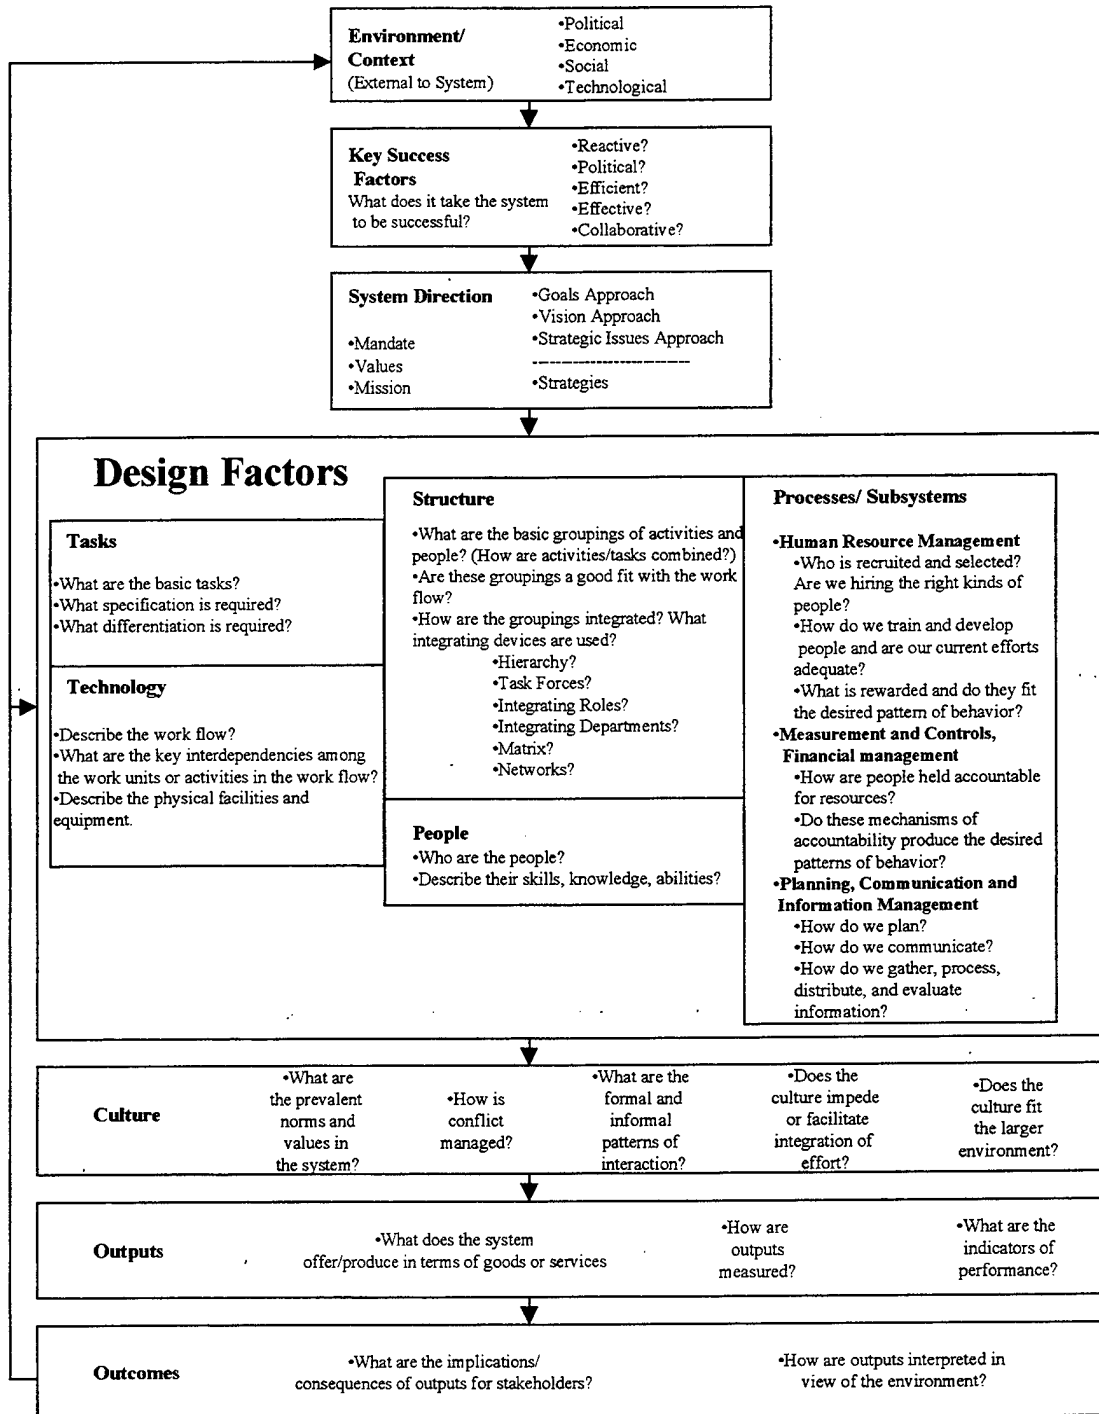 Environment/
Context
(External to System)
•Political
•Economic
•Social
•Technological
Key Success
Factors
What does it take the system
to be successful?
•Reactive?
•Political?
•Efficient?
•Effective?
•Collaborative?
System Direction
•Mandate
•Values
•Mission
•Goals Approach
•Vision Approach
•Strategic Issues Approach
---------------------------
•Strategies
Design Factors
Tasks
•What are the basic tasks?
•What specification is required?
•What differentiation is required?
Technology
•Describe the work flow?
•What are the key interdependencies among
the work units or activities in the work flow?
•Describe the physical facilities and
equipment.
Structure
•What are the basic groupings of activities and
people? (How are activities/tasks combined?)
•Are these groupings a good fit with the work
flow?
•How are the groupings integrated? What
integrating devices are used?
•Hierarchy?
•Task Forces?
•Integrating Roles?
•Integrating Departments?
•Matrix?
•Networks?
People
•Who are the people?
•Describe their skills, knowledge, abilities?
Processes/ Subsystems
•Human Resource Management
•Who is recruited and selected?
Are we hiring the right kinds of
people?
•How do we train and develop
people and are our current efforts
adequate?
•What is rewarded and do they fit
the desired pattern of behavior?
•Measurement and Controls,
Financial management
•How are people held accountable
for resources?
•Do these mechanisms of
accountability produce the desired
patterns of behavior?
•Planning, Communication and
Information Management
•How do we plan?
•How do we communicate?
•How do we gather, process,
distribute, and evaluate
information?
Culture
•What are
the prevalent
norms and
values in
the system?
•How is
conflict
managed?
•What are the
formal and
informal
patterns of
interaction?
•Does the
culture impede
or facilitate
integration of
effort?
•Does the
culture fit
the larger
environment?
Outputs
•What does the system
offer/produce in terms of goods or services
•How are
outputs
measured?
•What are the
indicators of
performance?
Outcomes
•What are the implications/
consequences of outputs for stakeholders?
•How are outputs interpreted in
view of the environment?